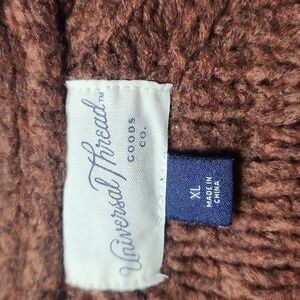 Universal Thread™
GOODS
CO.
XL
MADE IN
CHINA